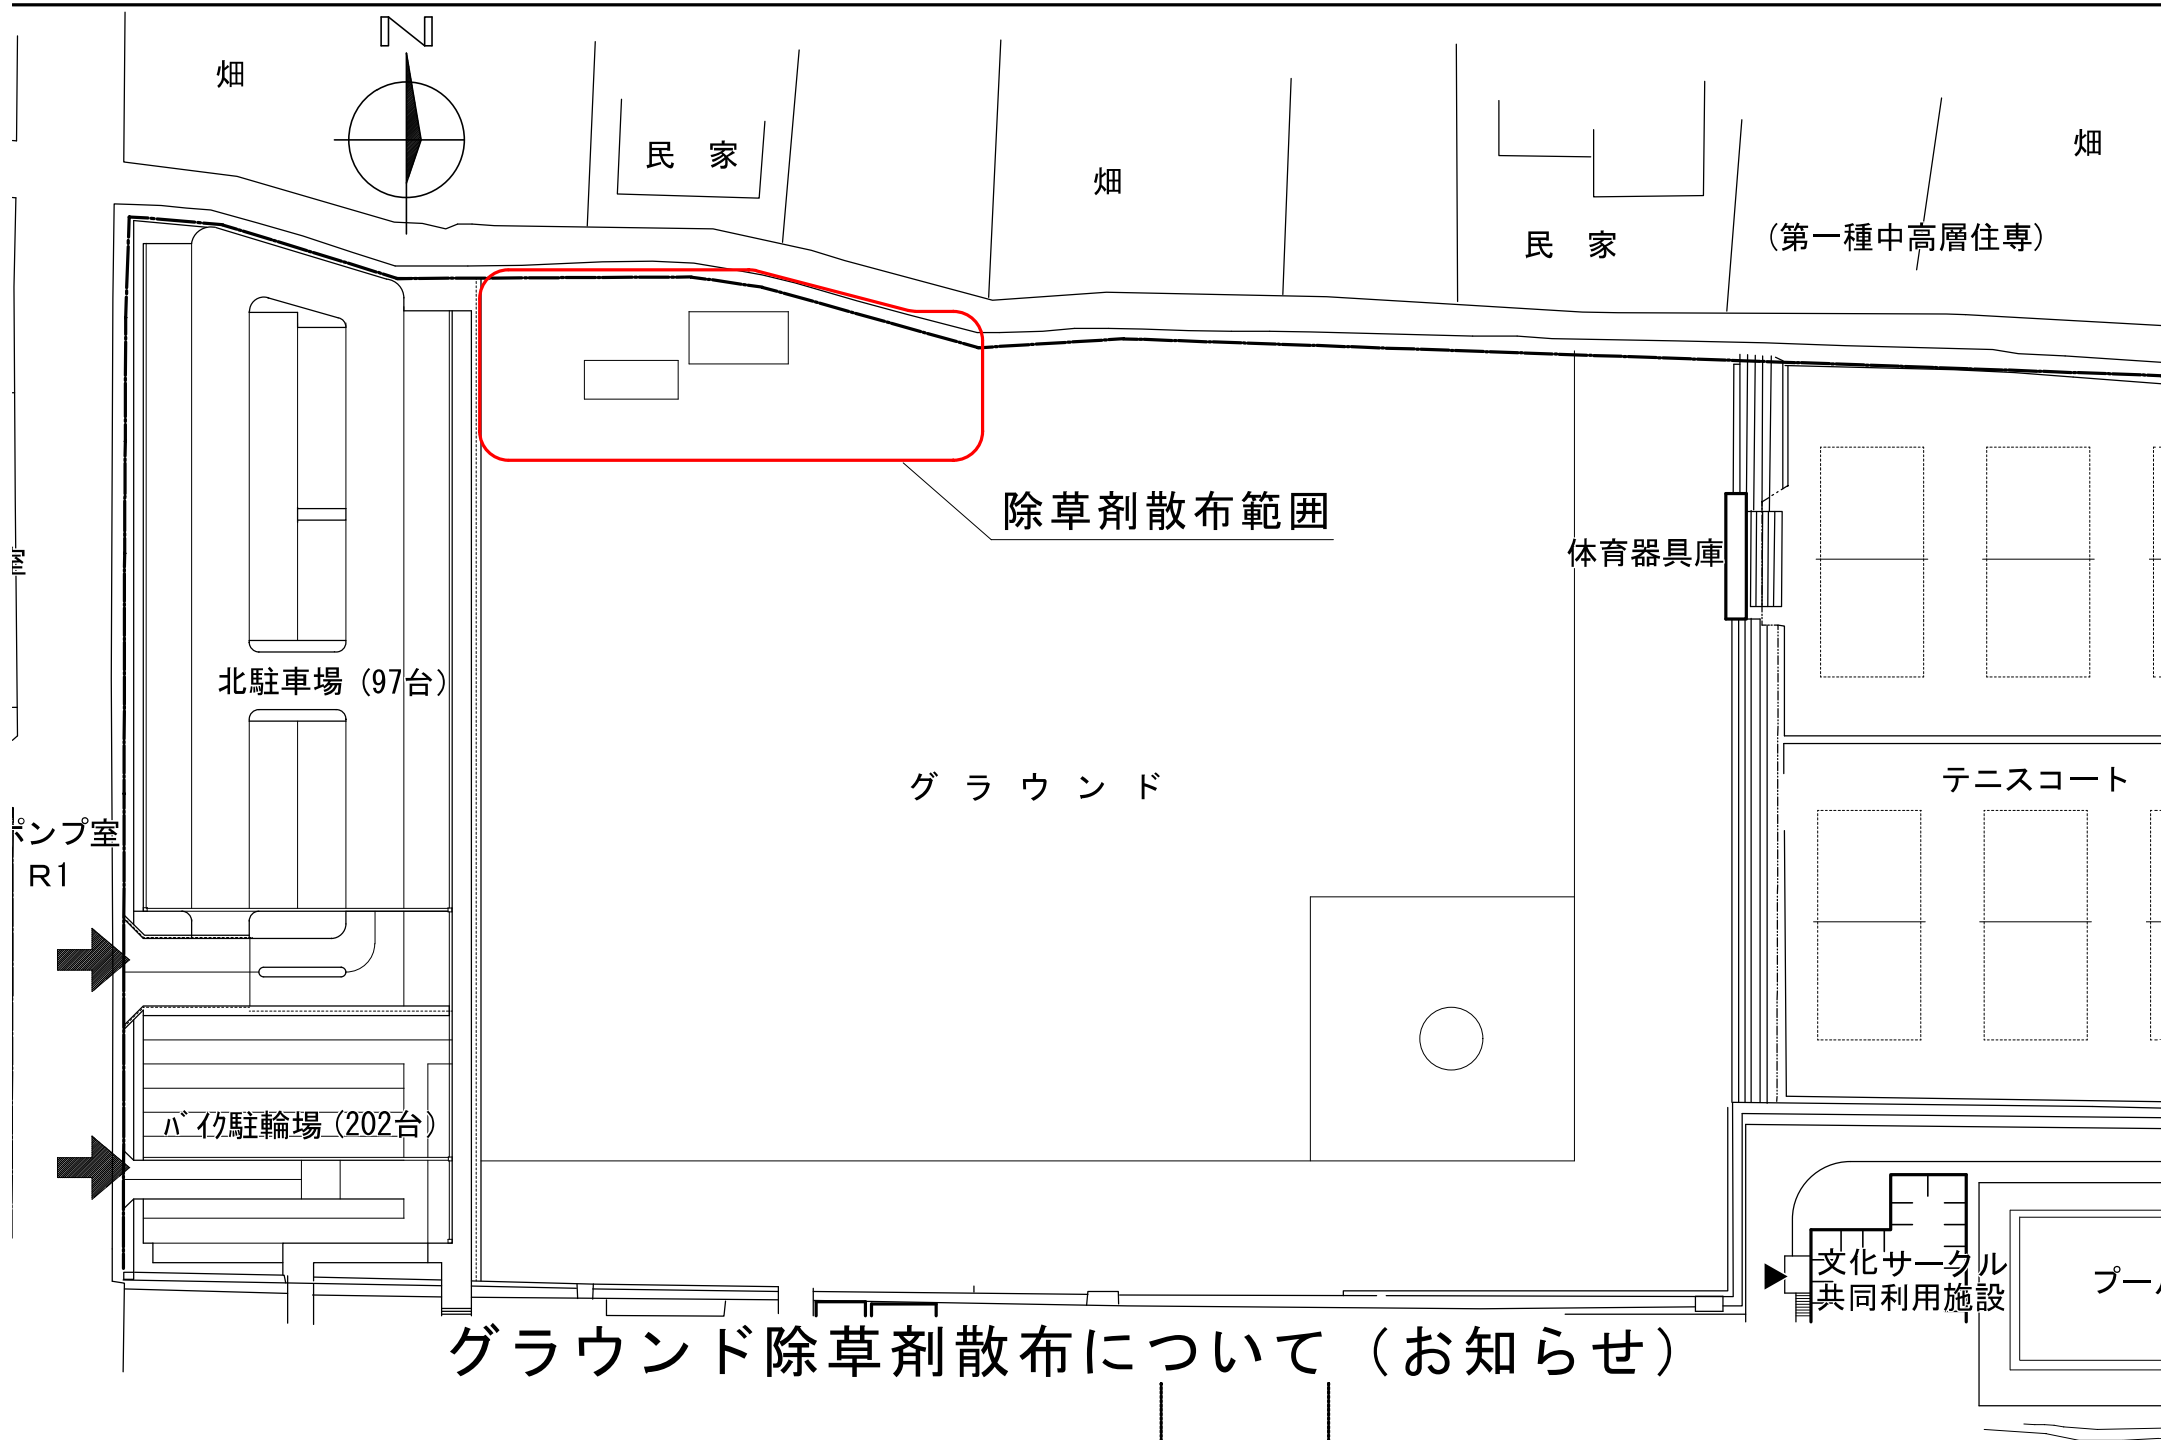 N
畑
民 家
畑
畑
民 家
(第一種中高層住専)
除草剤散布範囲
体育器具庫
北駐車場(97台)
グラウンド
テニスコート
ポンプ室
R1
バイク駐輪場(202台)
文化サークル
共同利用施設
プー
グラウンド除草剤散布について(お知らせ)